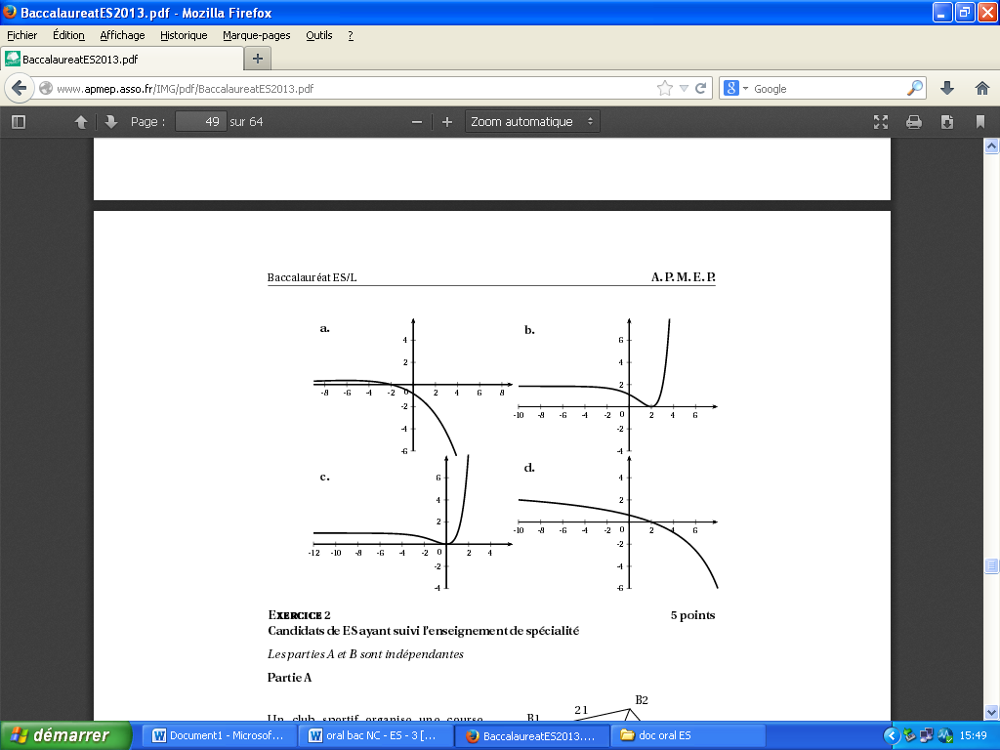 BaccalaureatES2013.pdf - Mozilla Firefox
Fichier Édition Affichage Historique Marque-pages Outils ?
BaccalaureatES2013.pdf
www.apmep.asso.fr/IMG/pdf/BaccalaureatES2013.pdf
Google
Page : 49 sur 64
Zoom automatique
Baccalauréat ES/L A. P. M. E. P.
a.
4
2
-8 -6 -4 -2 0 2 4 6 8
-2
-4
-6
b.
6
4
2
-10 -8 -6 -4 -2 0 2 4 6
-2
-4
c.
6
4
2
-12 -10 -8 -6 -4 -2 0 2 4
-2
-4
d.
4
2
-10 -8 -6 -4 -2 0 2 4 6
-2
-4
-6
EXERCICE 2 5 points
Candidats de ES ayant suivi l'enseignement de spécialité
Les parties A et B sont indépendantes
Partie A
B2
21
Un club sportif organise une course B1
démarrer
Document1 - Microsof...
oral bac NC - ES - 3 [...
BaccalaureatES2013....
doc oral ES
15:49